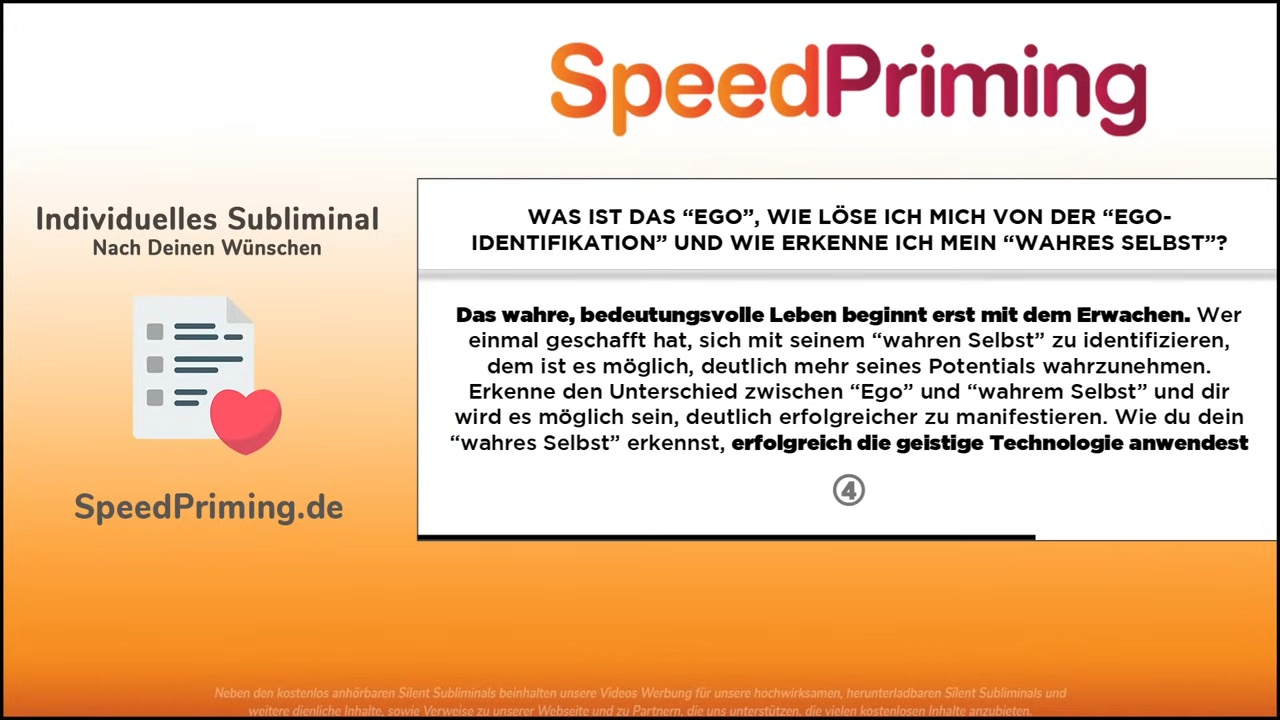 SpeedPriming
Individuelles Subliminal
Nach Deinen Wünschen
SpeedPriming.de
WAS IST DAS “EGO”, WIE LÖSE ICH MICH VON DER “EGO-
IDENTIFIKATION” UND WIE ERKENNE ICH MEIN “WAHRES SELBST”?
Das wahre, bedeutungsvolle Leben beginnt erst mit dem Erwachen. Wer
einmal geschafft hat, sich mit seinem “wahren Selbst” zu identifizieren,
dem ist es möglich, deutlich mehr seines Potentials wahrzunehmen.
Erkenne den Unterschied zwischen “Ego” und “wahrem Selbst” und dir
wird es möglich sein, deutlich erfolgreicher zu manifestieren. Wie du dein
“wahres Selbst” erkennst, erfolgreich die geistige Technologie anwendest
4
Neben den kostenlos anhörbaren Silent Subliminals beinhalten unsere Videos Werbung für unsere hochwirksamen, herunterladbaren Silent Subliminals und
weitere dienliche Inhalte, sowie Verweise zu unserer Webseite und zu Partnern, die uns unterstützen, die vielen kostenlosen Inhalte anzubieten.